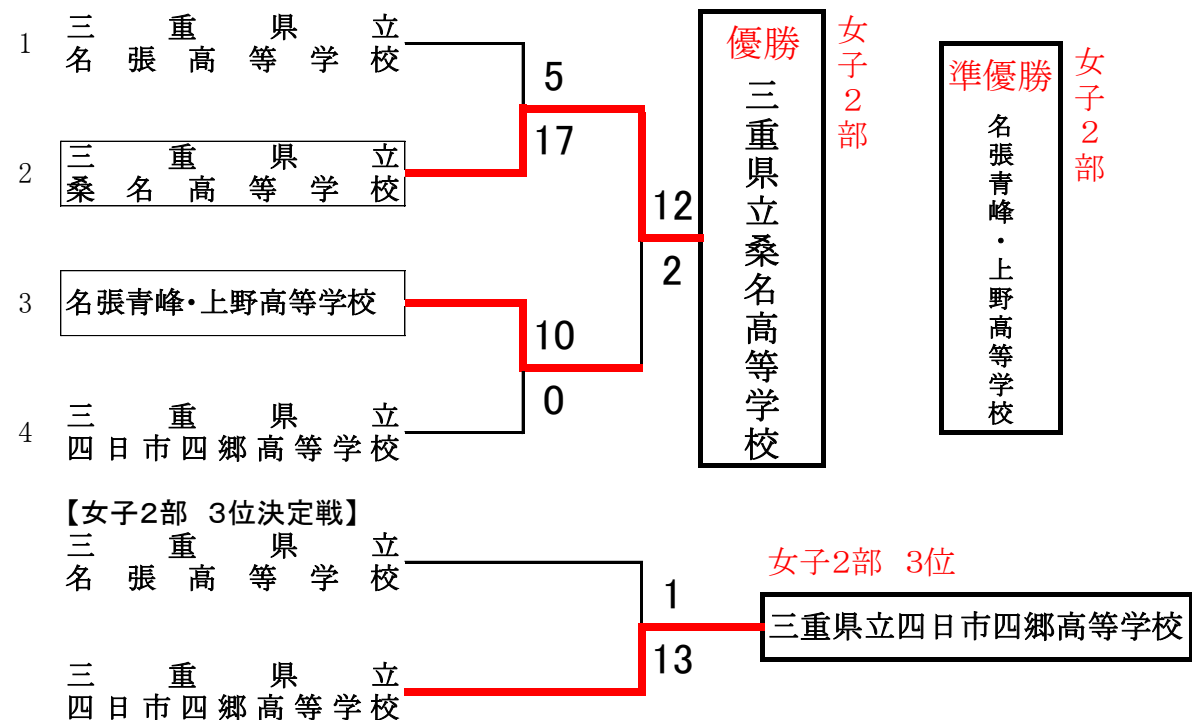 1
三重県立
名張高等学校
2
三重県立
桑名高等学校
3
名張青峰・上野高等学校
4
三重県立
四日市四郷高等学校
5
17
10
0
12
2
優勝
三重県立桑名高等学校
女子2部
準優勝
名張青峰・上野高等学校
女子2部
【女子2部 3位決定戦】
三重県立
名張高等学校
三重県立
四日市四郷高等学校
1
13
女子2部 3位
三重県立四日市四郷高等学校